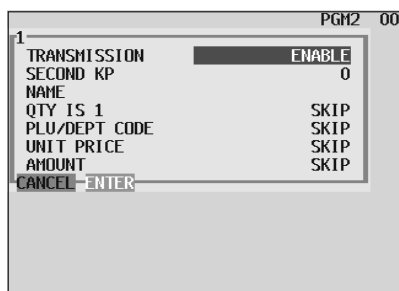 PGM2 00
1
TRANSMISSION ENABLE
SECOND KP 0
NAME
QTY IS 1 SKIP
PLU/DEPT CODE SKIP
UNIT PRICE SKIP
AMOUNT SKIP
CANCEL ENTER